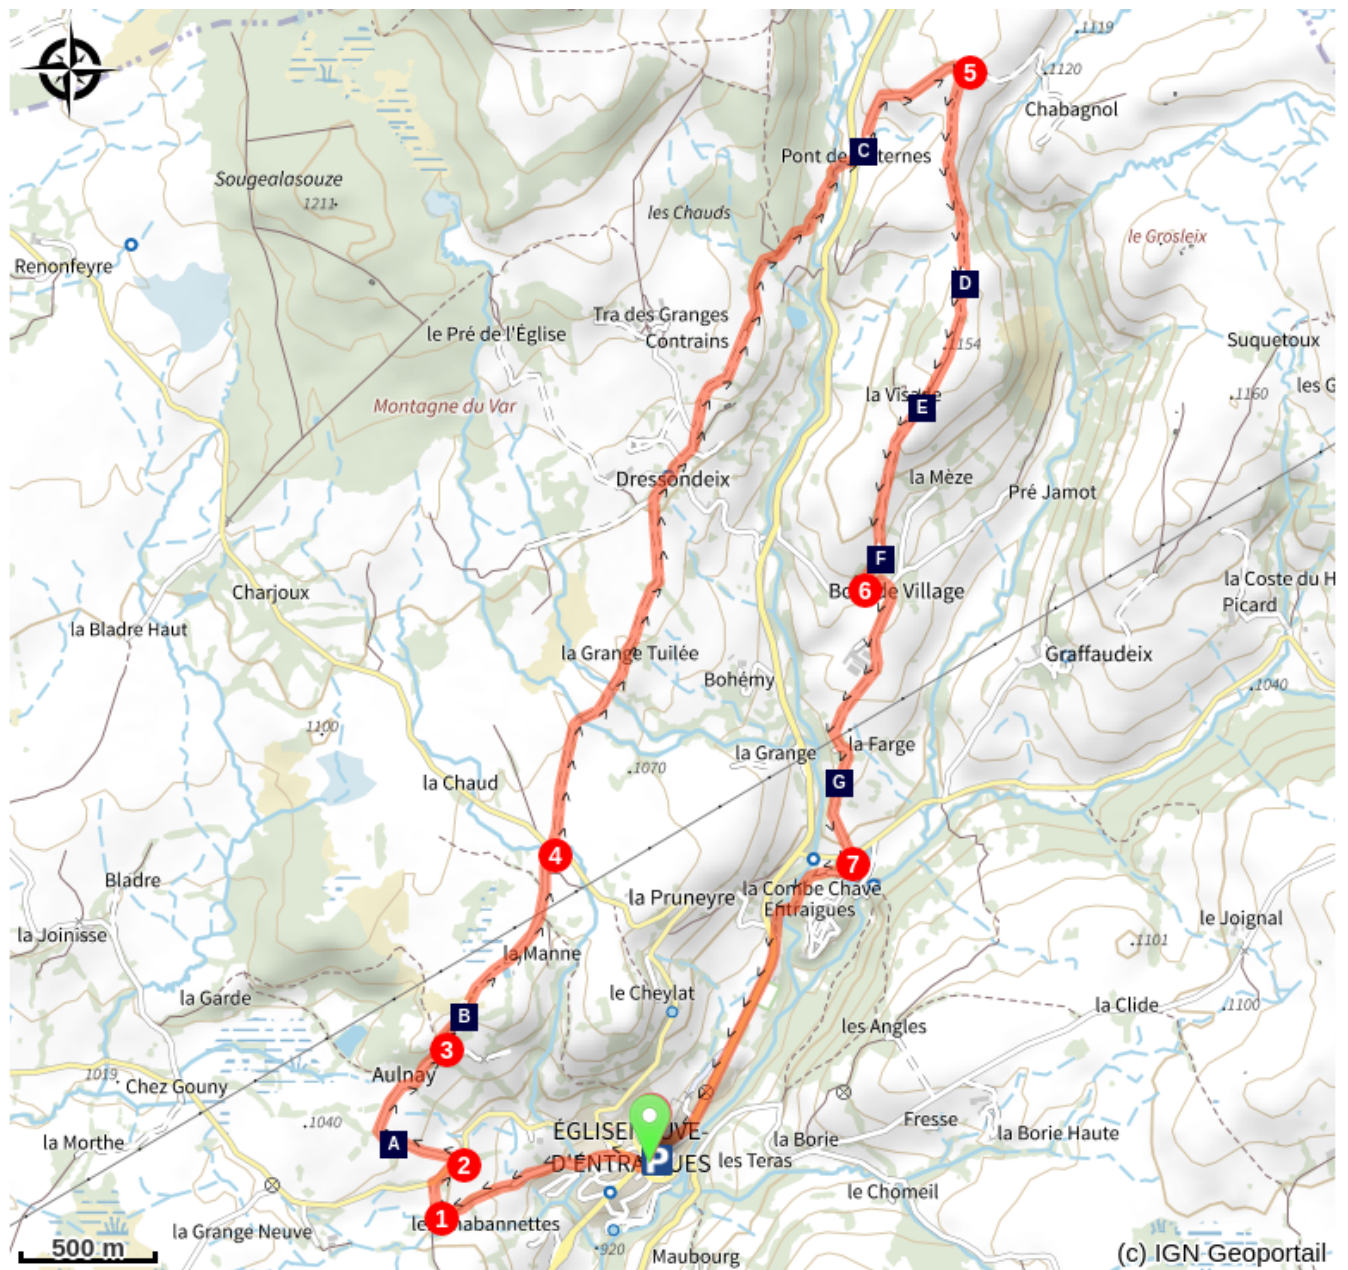 1119
5
1120
Chabagnol
C
Pont de
ternes
Sougealasouze
1211
les Chauds
le Grosleix
Renonfeyre
D
Tra des Granges
Contrains
le Pré de l'Église
1154
Suquetoux
la Vis
E
les G
1160
Montagne du Var
Dressondeix
la Mèze
Pré Jamot
F
6
Bo
le Village
la Coste du H
Picard
Charjoux
la Bladre Haut
la Grange Tuilée
Bohémy
Graffaudeix
1040
1100
la Grange
la Farge
1070
la Chaud
G
4
7
Bladre
la Pruneyre
la Combe Chave
Entraigues
la Joinisse
le Joignal
1101
la Manne
la Garde
le Cheylat
la Clide
1100
B
les Angles
3
Aulnay
1019
Chez Gouny
1040
Fresse
la Borie Haute
ÉGLISE
VE-
D'ENTRA
UES
P
la Borie
les Teras
la Morthe
A
2
le Chomeil
1
le
habannettes
la Grange Neuve
920
Maubourg
500 m
(c) IGN Geoportail